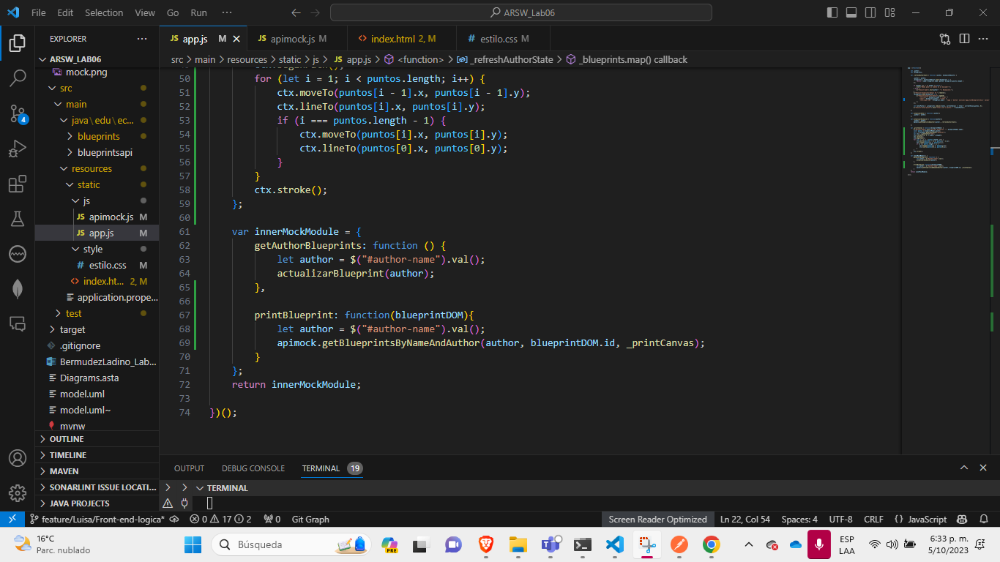 File Edit Selection View Go Run ··· ARSW_Lab06
EXPLORER ···
ARSW_LAB06
mock.png
src
main
java\edu\ec...
blueprints
blueprintsapi
resources
static
js
apimock.js M
app.js M
style
estilo.css M
index.ht... 2, M
application.prope...
test
target
.gitignore
BermudezLadino_Lab...
Diagrams.asta
model.uml
model.uml~
mvnw
OUTLINE
TIMELINE
MAVEN
SONARLINT ISSUE LOCATI...
JAVA PROJECTS
4
JS app.js M JS apimock.js M index.html 2, M # estilo.css M
src > main > resources > static > js > JS app.js > <function> > _refreshAuthorState > _blueprints.map() callback
50 for (let i = 1; i < puntos.length; i++) {
51 ctx.moveTo(puntos[i - 1].x, puntos[i - 1].y);
52 ctx.lineTo(puntos[i].x, puntos[i].y);
53 if (i === puntos.length - 1) {
54 ctx.moveTo(puntos[i].x, puntos[i].y);
55 ctx.lineTo(puntos[0].x, puntos[0].y);
56 }
57 }
58 ctx.stroke();
59 };
60
61 var innerMockModule = {
62 getAuthorBlueprints: function () {
63 let author = $("#author-name").val();
64 actualizarBlueprint(author);
65 },
66
67 printBlueprint: function(blueprintDOM){
68 let author = $("#author-name").val();
69 apimock.getBlueprintsByNameAndAuthor(author, blueprintDOM.id, _printCanvas);
70 }
71 };
72 return innerMockModule;
73
74 })();
OUTPUT DEBUG CONSOLE TERMINAL 19
TERMINAL
feature/Luisa/Front-end-logica* 0 17 2 0 Git Graph Screen Reader Optimized Ln 22, Col 54 Spaces: 4 UTF-8 CRLF { } JavaScript
16°C
Parc. nublado
Búsqueda
PRE
ESP
LAA
6:33 p. m.
5/10/2023